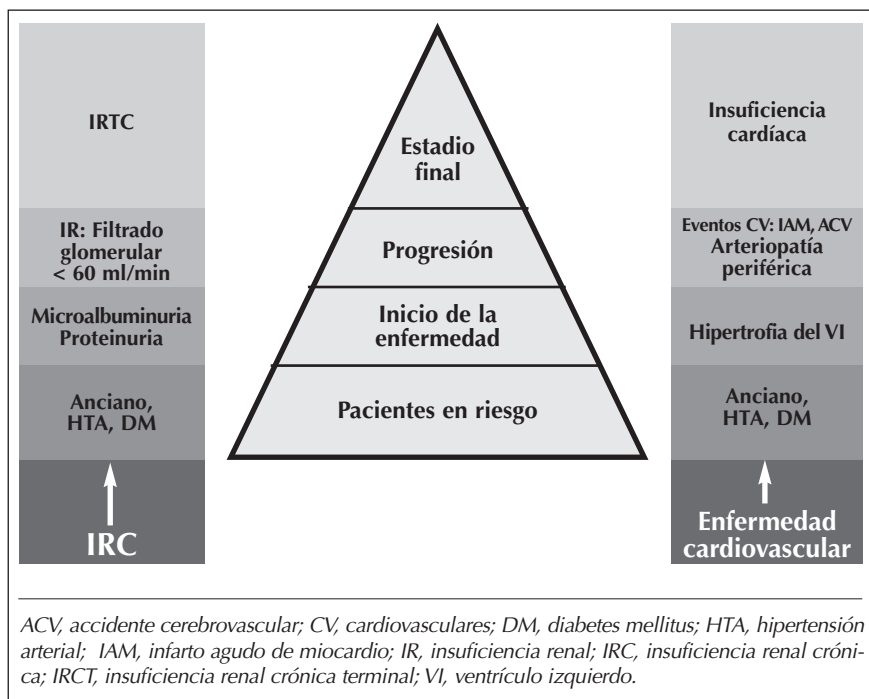 IRTC
IR: Filtrado
glomerular
< 60 ml/min
Microalbuminuria
Proteinuria
Anciano,
HTA, DM
IRC
Estadio
final
Progresión
Inicio de la
enfermedad
Pacientes en riesgo
Insuficiencia
cardíaca
Eventos CV: IAM, ACV
Arteriopatía
periférica
Hipertrofia del VI
Anciano,
HTA, DM
Enfermedad
cardiovascular
ACV, accidente cerebrovascular; CV, cardiovasculares; DM, diabetes mellitus; HTA, hipertensión
arterial; IAM, infarto agudo de miocardio; IR, insuficiencia renal; IRC, insuficiencia renal cróni-
ca; IRCT, insuficiencia renal crónica terminal; VI, ventrículo izquierdo.